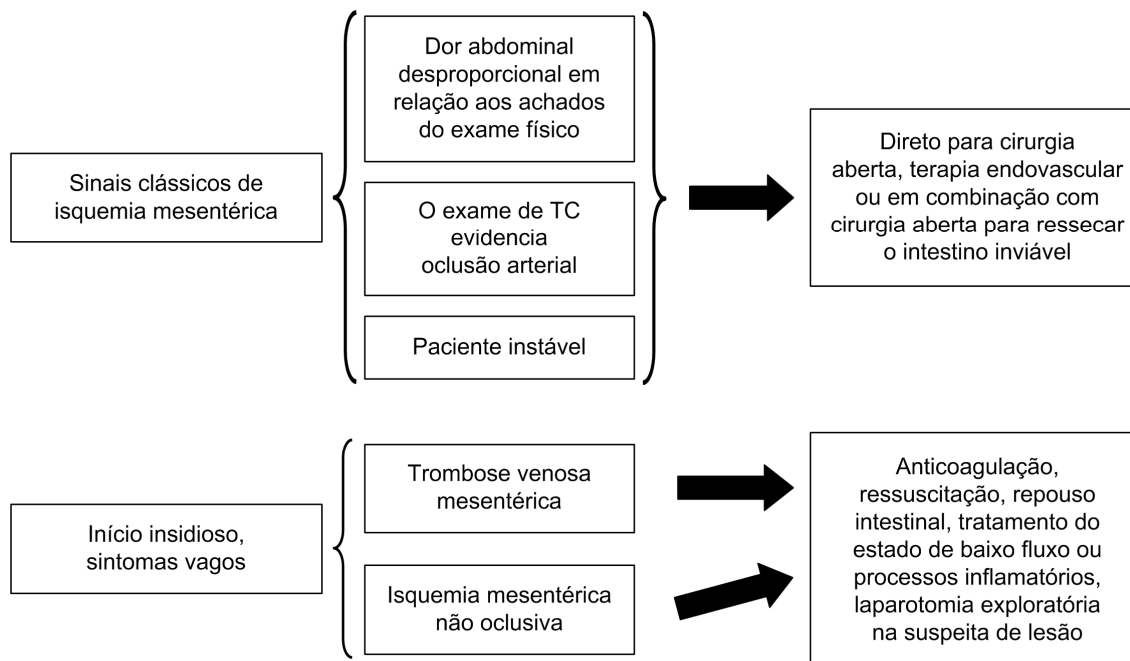 Sinais clássicos de
isquemia mesentérica
Dor abdominal
desproporcional em
relação aos achados
do exame físico
O exame de TC
evidencia
oclusão arterial
Paciente instável
Direto para cirurgia
aberta, terapia endovascular
ou em combinação com
cirurgia aberta para ressecar
o intestino inviável
Início insidioso,
sintomas vagos
Trombose venosa
mesentérica
Isquemia mesentérica
não oclusiva
Anticoagulação,
ressuscitação, repouso
intestinal, tratamento do
estado de baixo fluxo ou
processos inflamatórios,
laparotomia exploratória
na suspeita de lesão